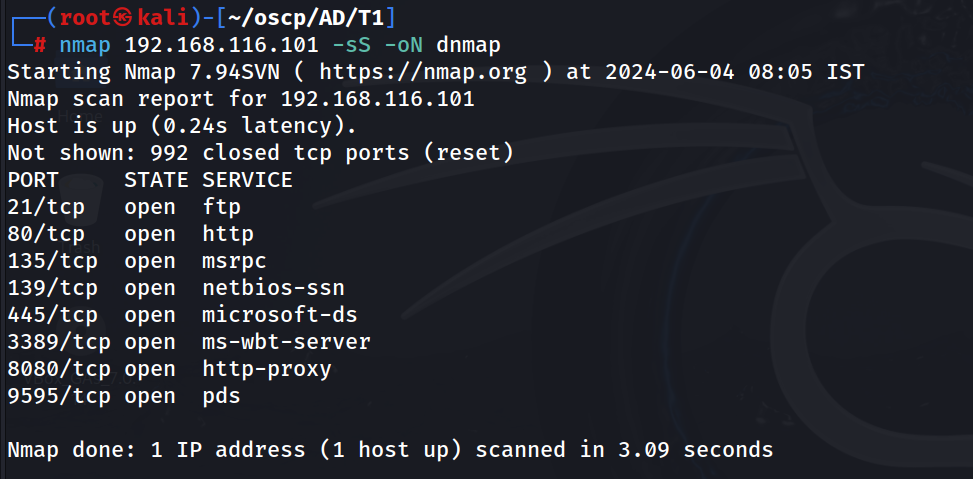 ┌──(root㉿kali)-[~/oscp/AD/T1]
└─# nmap 192.168.116.101 -sS -oN dnmap
Starting Nmap 7.94SVN ( https://nmap.org ) at 2024-06-04 08:05 IST
Nmap scan report for 192.168.116.101
Host is up (0.24s latency).
Not shown: 992 closed tcp ports (reset)
PORT     STATE SERVICE
21/tcp   open  ftp
80/tcp   open  http
135/tcp  open  msrpc
139/tcp  open  netbios-ssn
445/tcp  open  microsoft-ds
3389/tcp open  ms-wbt-server
8080/tcp open  http-proxy
9595/tcp open  pds
Nmap done: 1 IP address (1 host up) scanned in 3.09 seconds